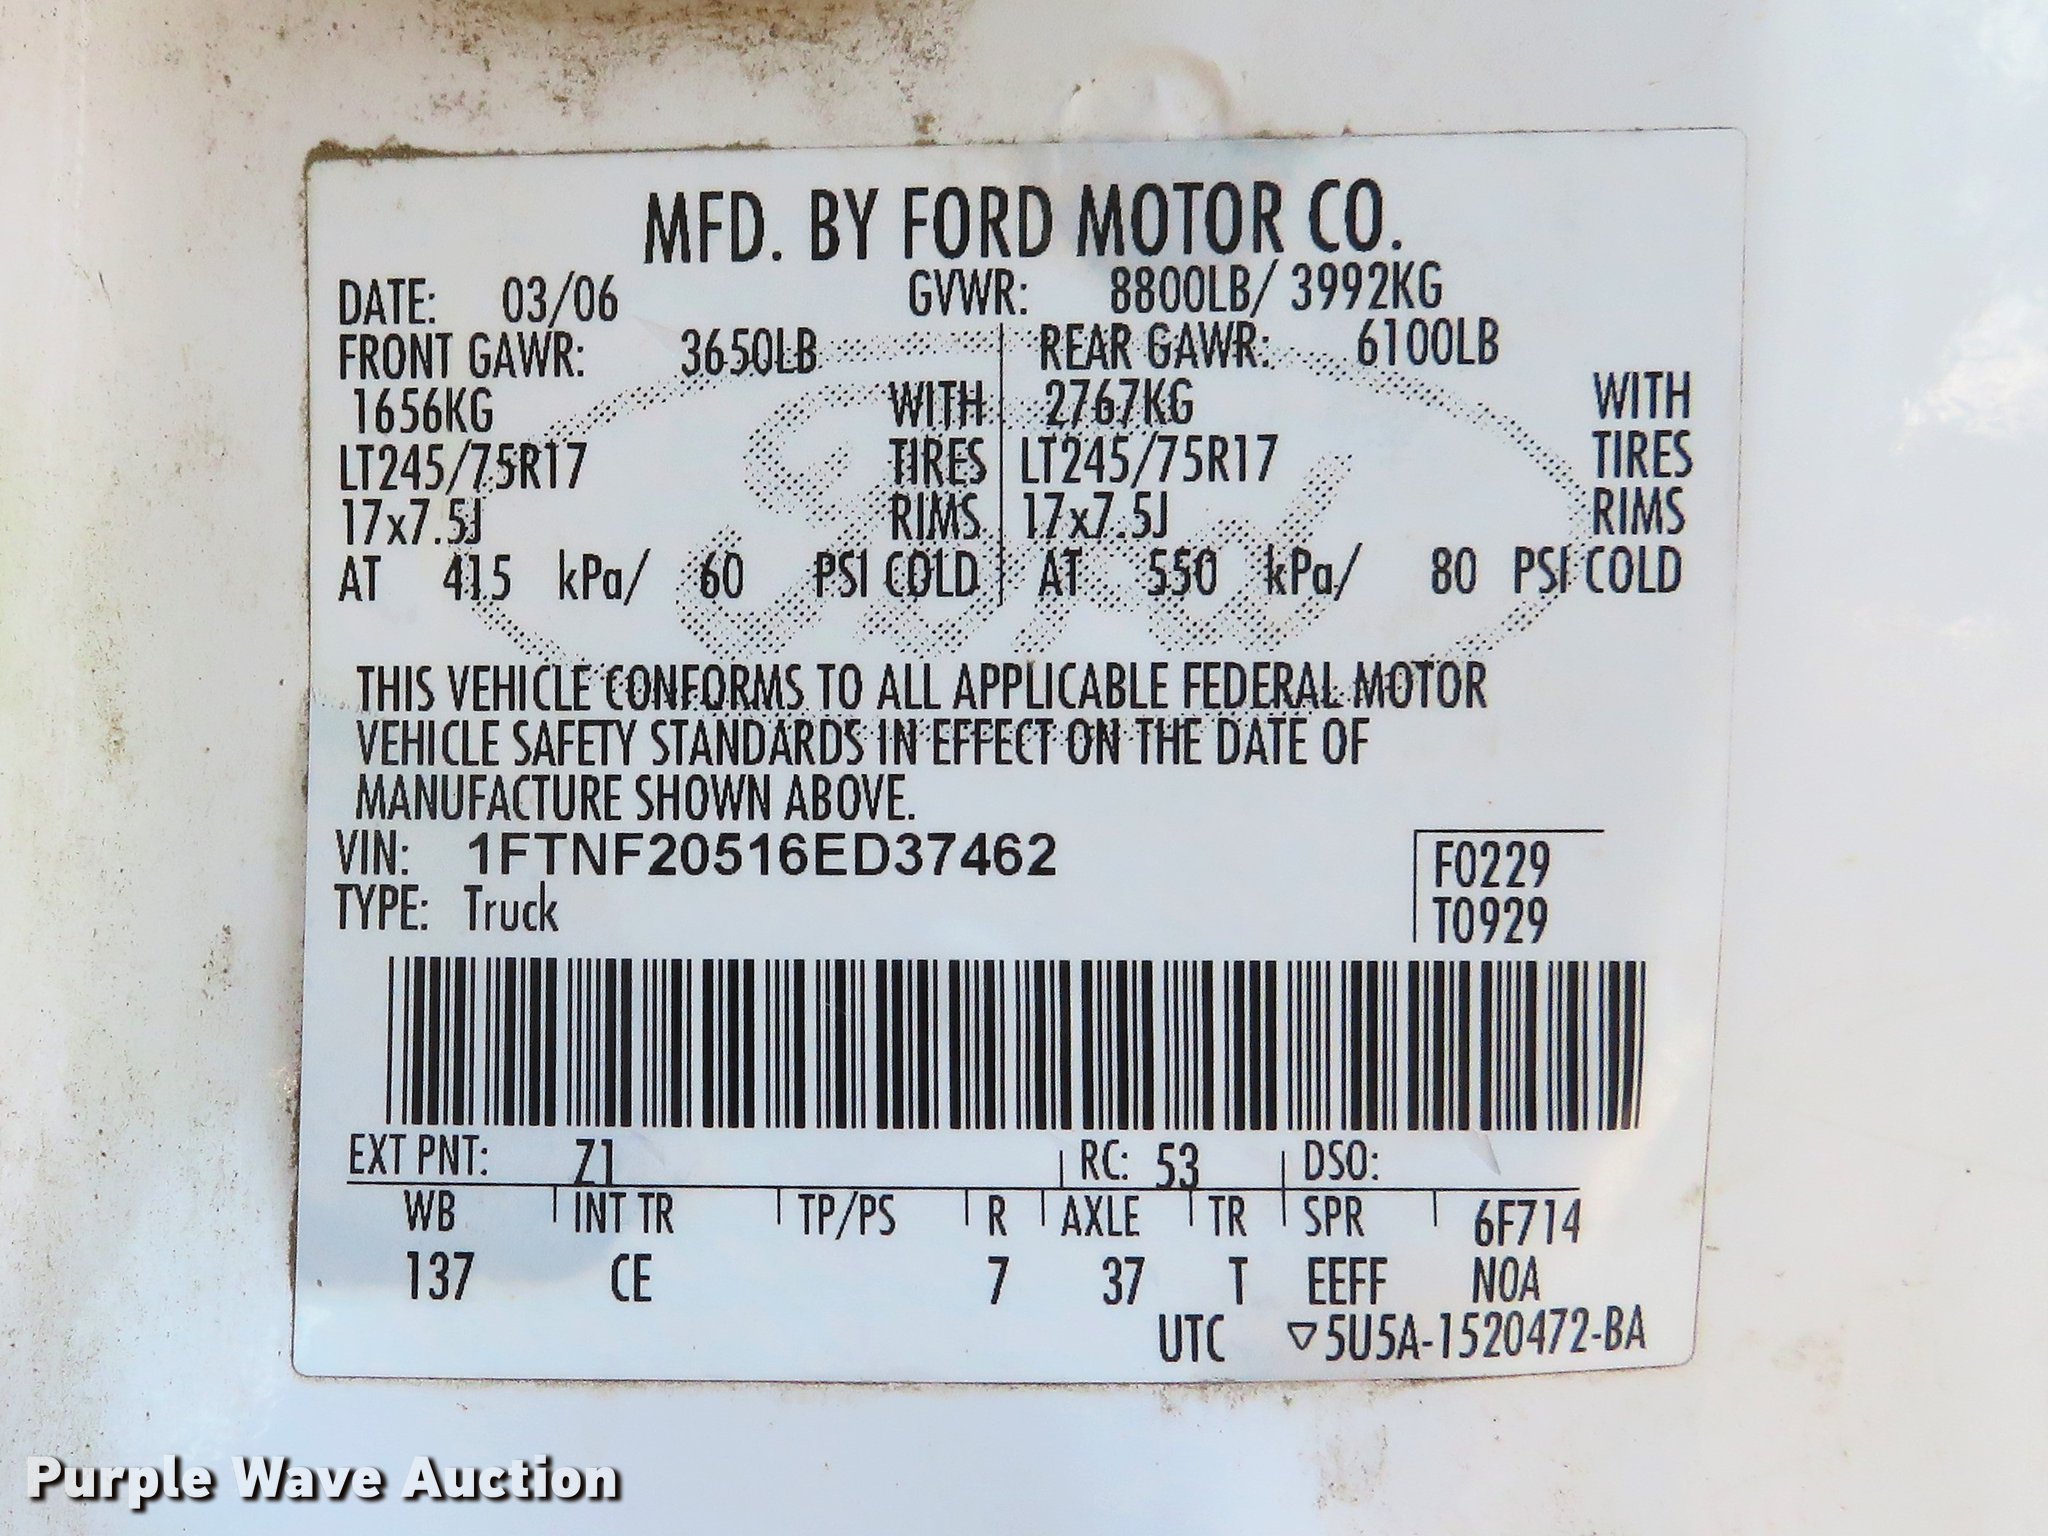 MFD. BY FORD MOTOR CO.
DATE: 03/06 GVWR: 8800LB/ 3992KG
FRONT GAWR: 3650LB REAR GAWR: 6100LB
1656KG WITH 2767KG WITH
LT245/75R17 TIRES LT245/75R17 TIRES
17x7.5J RIMS 17x7.5J RIMS
AT 415 kPa/ 60 PSI COLD AT 550 kPa/ 80 PSI COLD
Ford
THIS VEHICLE CONFORMS TO ALL APPLICABLE FEDERAL MOTOR
VEHICLE SAFETY STANDARDS IN EFFECT ON THE DATE OF
MANUFACTURE SHOWN ABOVE.
VIN: 1FTNF20516ED37462 F0229
TYPE: Truck T0929
EXT PNT: Z1 RC: 53 DSO:
WB INT TR TP/PS R AXLE TR SPR 6F714
137 CE 7 37 T EEFF NOA
UTC ▽5U5A-1520472-BA
Purple Wave Auction